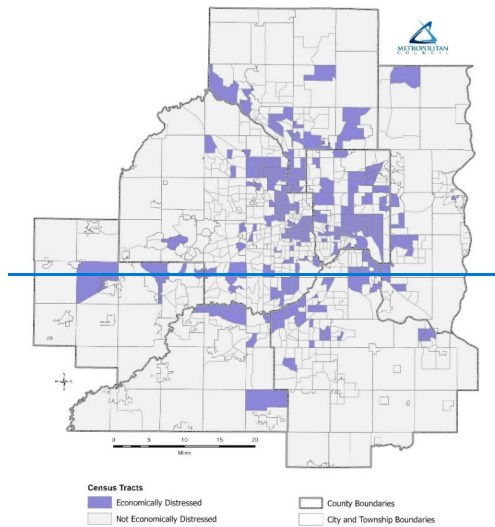 METROPOLITAN
COUNCIL
N
0 5 10 15 20
Miles
Census Tracts
Economically Distressed
Not Economically Distressed
County Boundaries
City and Township Boundaries